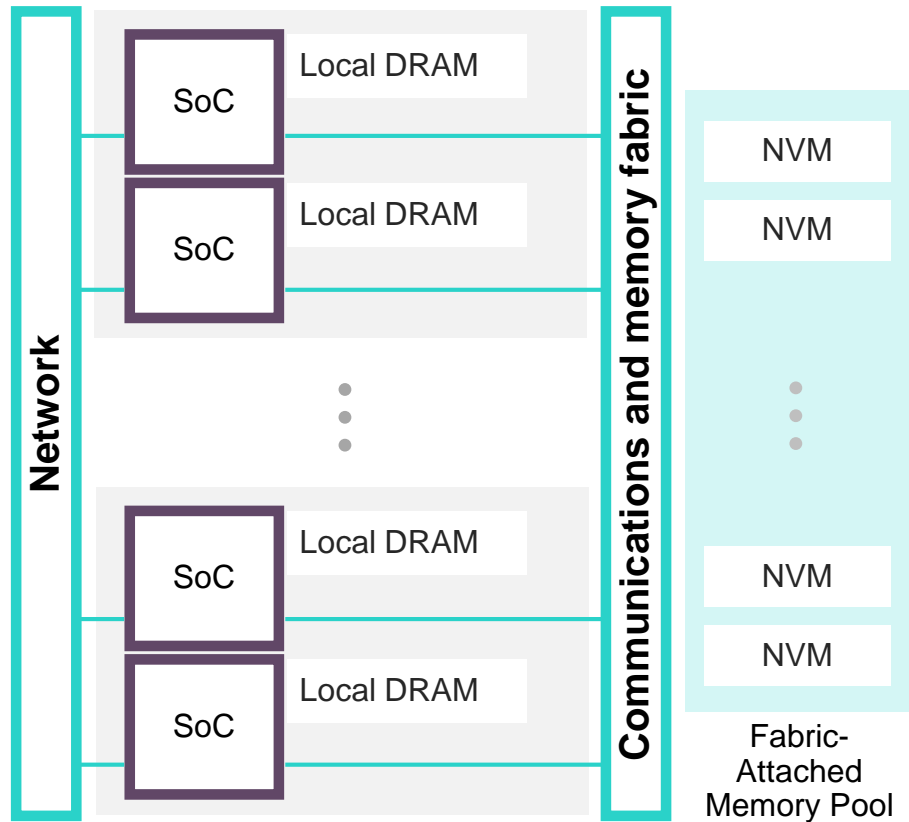 Network
SoC
Local DRAM
SoC
Local DRAM
SoC
Local DRAM
SoC
Local DRAM
Communications and memory fabric
NVM
NVM
NVM
NVM
Fabric-
Attached
Memory Pool